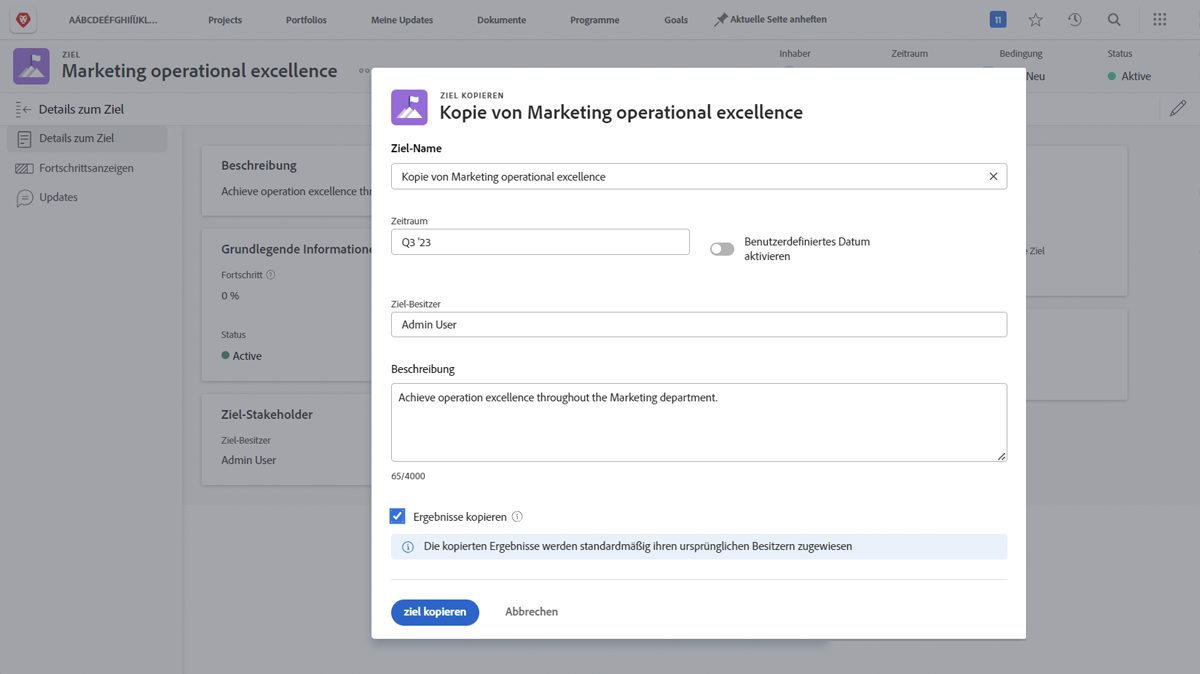 AÁBCDEÉFGHIÍÏJKL...
Projects
Portfolios
Meine Updates
Dokumente
Programme
Goals
Aktuelle Seite anheften
11
ZIEL
Marketing operational excellence
Inhaber
Zeitraum
Bedingung
Neu
Status
Aktive
Details zum Ziel
Details zum Ziel
Fortschrittsanzeigen
Updates
Beschreibung
Achieve operation excellence thr
Grundlegende Informatione
Fortschritt
0 %
Status
Active
Ziel-Stakeholder
Ziel-Besitzer
Admin User
e Ziel
ZIEL KOPIEREN
Kopie von Marketing operational excellence
Ziel-Name
Kopie von Marketing operational excellence
Zeitraum
Q3 '23
Benutzerdefiniertes Datum
aktivieren
Ziel-Besitzer
Admin User
Beschreibung
Achieve operation excellence throughout the Marketing department.
65/4000
Ergebnisse kopieren
Die kopierten Ergebnisse werden standardmäßig ihren ursprünglichen Besitzern zugewiesen
ziel kopieren
Abbrechen